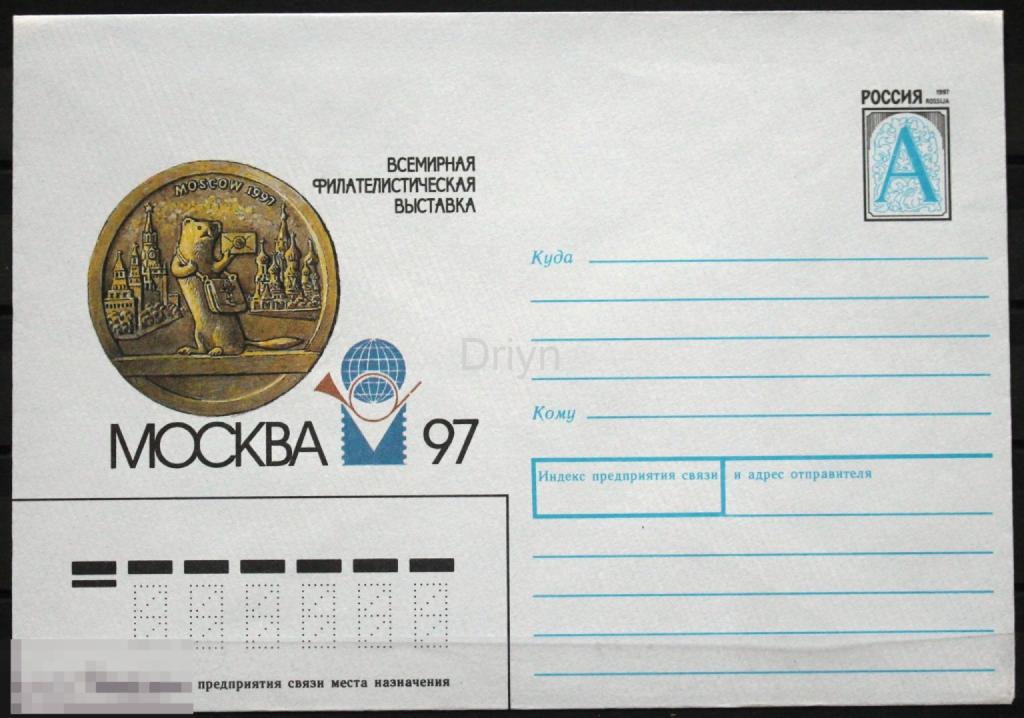 РОССИЯ 1997
ROSSIJA
А
ВСЕМИРНАЯ
ФИЛАТЕЛИСТИЧЕСКАЯ
ВЫСТАВКА
MOSCOW 1997
МОСКВА 97
Driyn
Куда
Кому
Индекс предприятия связи и адрес отправителя
предприятия связи места назначения